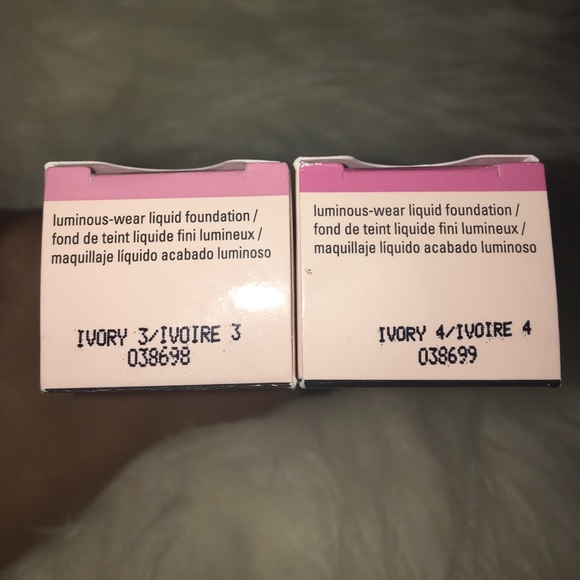 luminous-wear liquid foundation /
fond de teint liquide fini lumineux /
maquillaje líquido acabado luminoso
IVORY 3/IVOIRE 3
038698
luminous-wear liquid foundation /
fond de teint liquide fini lumineux /
maquillaje líquido acabado luminoso
IVORY 4/IVOIRE 4
038699